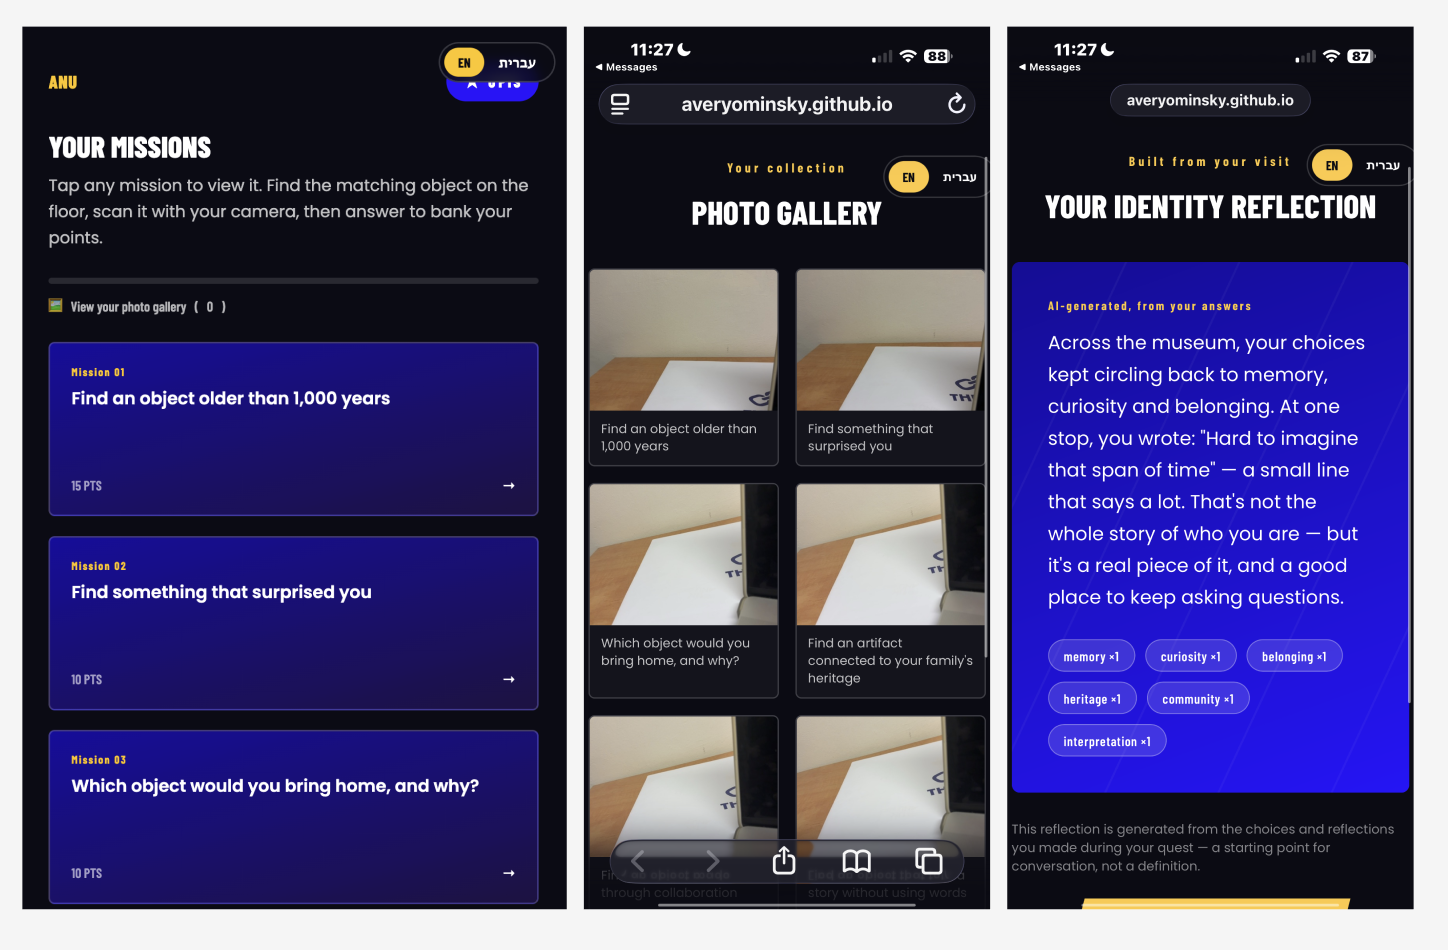 EN עברית
ANU
YOUR MISSIONS
Tap any mission to view it. Find the matching object on the
floor, scan it with your camera, then answer to bank your
points.
View your photo gallery ( 0 )
Mission 01
Find an object older than 1,000 years
15 PTS →
Mission 02
Find something that surprised you
10 PTS →
Mission 03
Which object would you bring home, and why?
10 PTS →
11:27 88
◀ Messages
averyominsky.github.io
Your collection
EN עברית
PHOTO GALLERY
Find an object older than
1,000 years
Find something that
surprised you
Which object would you
bring home, and why?
Find an artifact
connected to your family's
heritage
through collaboration
story without using words
11:27 87
◀ Messages
averyominsky.github.io
Built from your visit
EN עברית
YOUR IDENTITY REFLECTION
AI-generated, from your answers
Across the museum, your choices
kept circling back to memory,
curiosity and belonging. At one
stop, you wrote: "Hard to imagine
that span of time" — a small line
that says a lot. That's not the
whole story of who you are — but
it's a real piece of it, and a good
place to keep asking questions.
memory ×1 curiosity ×1 belonging ×1
heritage ×1 community ×1
interpretation ×1
This reflection is generated from the choices and reflections
you made during your quest — a starting point for
conversation, not a definition.